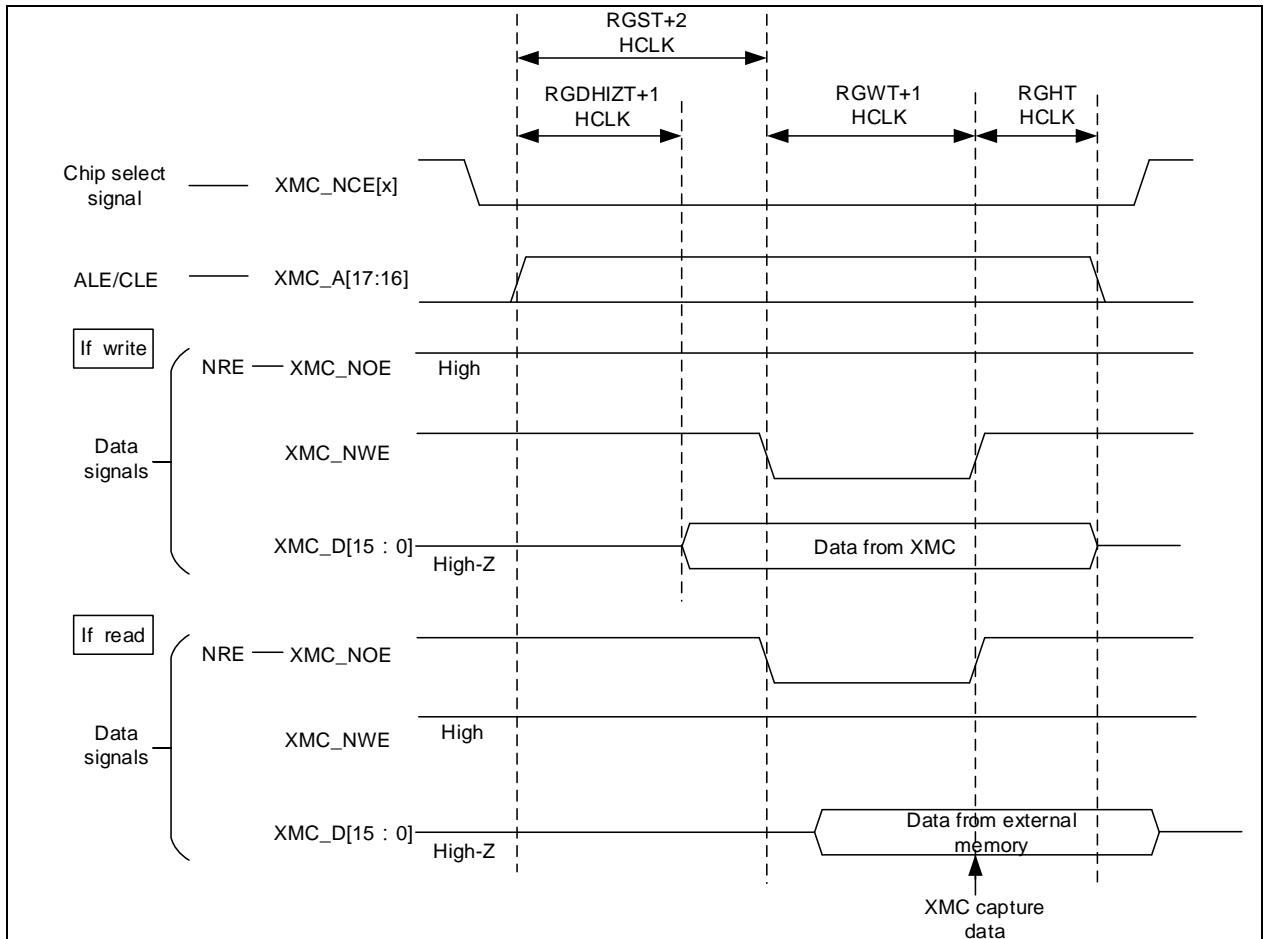 RGST+2
HCLK
RGDHIZT+1
HCLK
RGWT+1
HCLK
RGHT
HCLK
Chip select
signal
XMC_NCE[x]
ALE/CLE
XMC_A[17:16]
If write
NRE
XMC_NOE
High
Data
signals
XMC_NWE
XMC_D[15 : 0]
High-Z
Data from XMC
If read
NRE
XMC_NOE
Data
signals
XMC_NWE
High
XMC_D[15 : 0]
High-Z
Data from external
memory
XMC capture
data